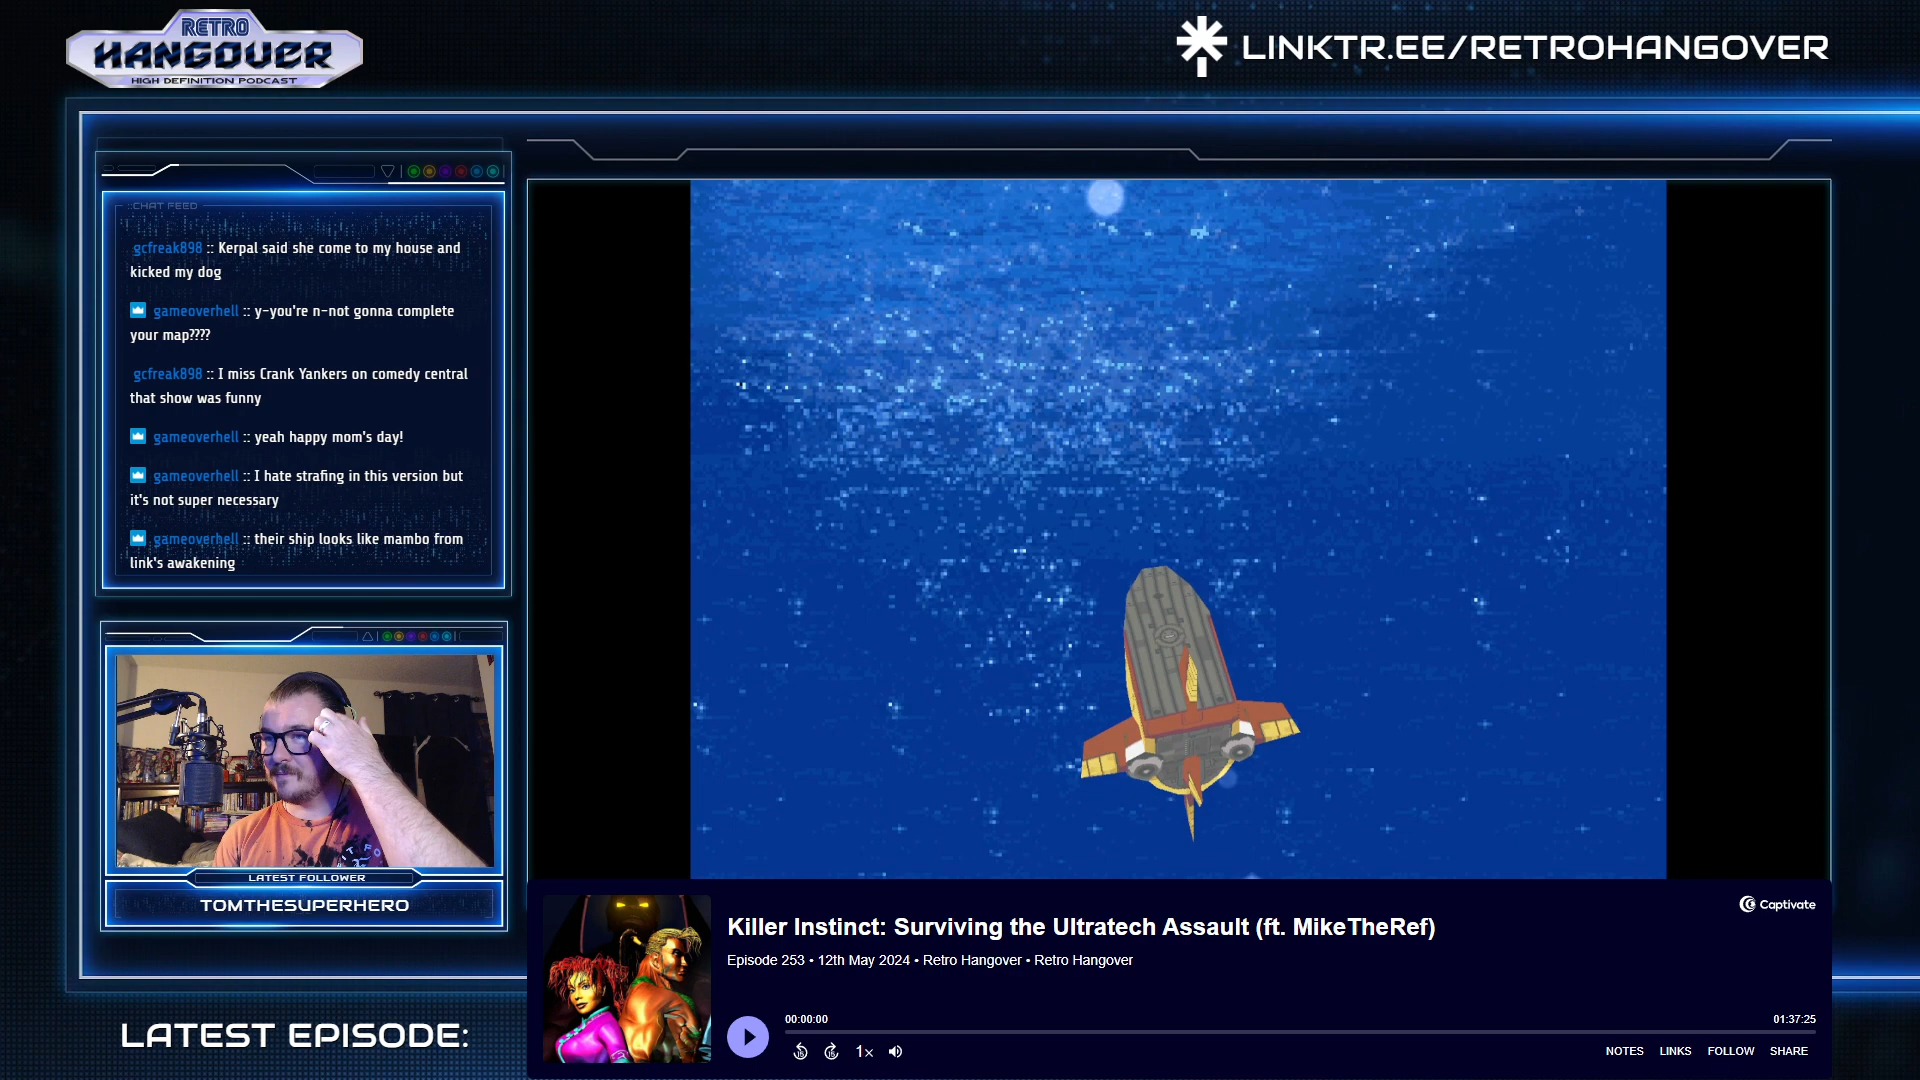 RETRO
HANGOVER
HIGH DEFINITION PODCAST
LINKTR.EE/RETROHANGOVER
::CHAT FEED
gcfreak898 :: Kerpal said she come to my house and
kicked my dog
gameoverhell :: y-you're n-not gonna complete
your map????
gcfreak898 :: I miss Crank Yankers on comedy central
that show was funny
gameoverhell :: yeah happy mom's day!
gameoverhell :: I hate strafing in this version but
it's not super necessary
gameoverhell :: their ship looks like mambo from
link's awakening
LATEST FOLLOWER
TOMTHESUPERHERO
LATEST EPISODE:
Captivate
Killer Instinct: Surviving the Ultratech Assault (ft. MikeTheRef)
Episode 253 • 12th May 2024 • Retro Hangover • Retro Hangover
00:00:00
01:37:25
15
15
1×
NOTES
LINKS
FOLLOW
SHARE